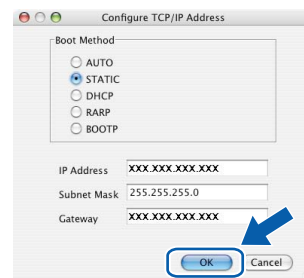 Configure TCP/IP Address
Boot Method
AUTO
STATIC
DHCP
RARP
BOOTP
IP Address XXX.XXX.XXX.XXX
Subnet Mask 255.255.255.0
Gateway XXX.XXX.XXX.XXX
OK Cancel